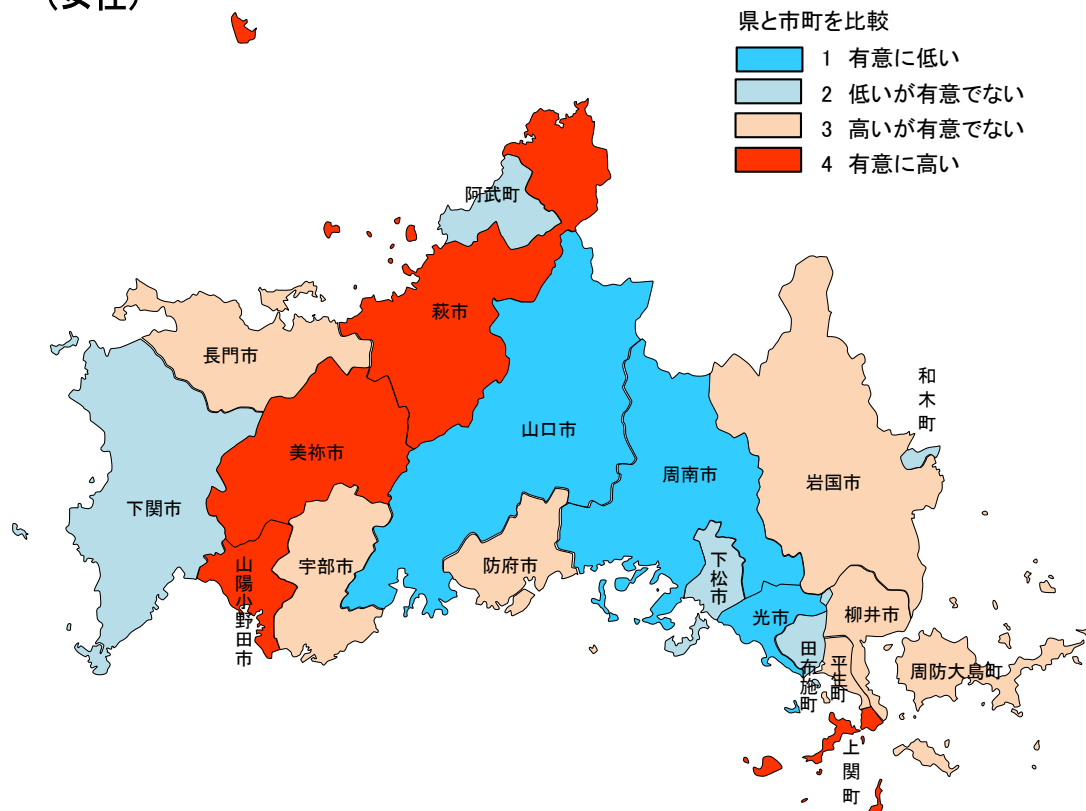 (女性)
県と市町を比較
1 有意に低い
2 低いが有意でない
3 高いが有意でない
4 有意に高い
阿武町
萩市
長門市
和木町
山口市
美祢市
周南市
岩国市
下関市
山陽小野田市
宇部市
防府市
下松市
光市
柳井市
田布施町
平生町
周防大島町
上関町